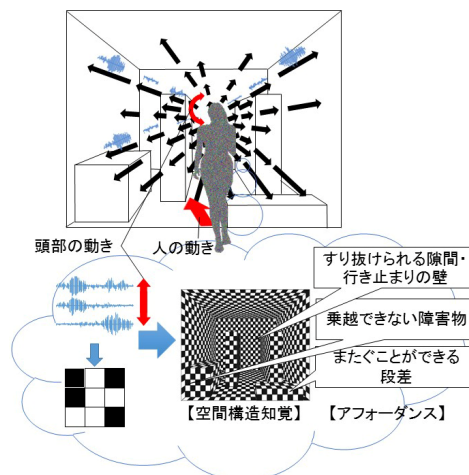 頭部の動き
人の動き
すり抜けられる隙間・
行き止まりの壁
乗越できない障害物
またぐことができる
段差
【空間構造知覚】
【アフォーダンス】